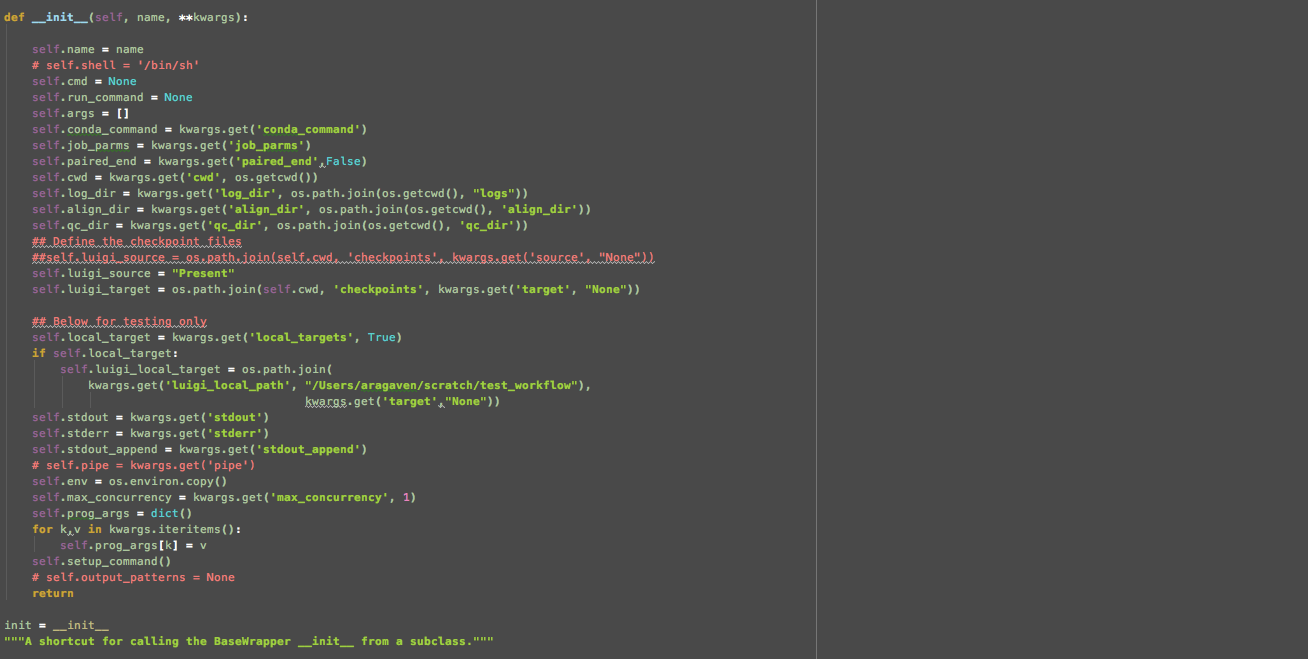 def __init__(self, name, **kwargs):
self.name = name
# self.shell = '/bin/sh'
self.cmd = None
self.run_command = None
self.args = []
self.conda_command = kwargs.get('conda_command')
self.job_parms = kwargs.get('job_parms')
self.paired_end = kwargs.get('paired_end',False)
self.cwd = kwargs.get('cwd', os.getcwd())
self.log_dir = kwargs.get('log_dir', os.path.join(os.getcwd(), "logs"))
self.align_dir = kwargs.get('align_dir', os.path.join(os.getcwd(), 'align_dir'))
self.qc_dir = kwargs.get('qc_dir', os.path.join(os.getcwd(), 'qc_dir'))
## Define the checkpoint files
##self.luigi_source = os.path.join(self.cwd, 'checkpoints', kwargs.get('source', "None"))
self.luigi_source = "Present"
self.luigi_target = os.path.join(self.cwd, 'checkpoints', kwargs.get('target', "None"))
## Below for testing only
self.local_target = kwargs.get('local_targets', True)
if self.local_target:
self.luigi_local_target = os.path.join(
kwargs.get('luigi_local_path', "/Users/aragaven/scratch/test_workflow"),
kwargs.get('target',"None"))
self.stdout = kwargs.get('stdout')
self.stderr = kwargs.get('stderr')
self.stdout_append = kwargs.get('stdout_append')
# self.pipe = kwargs.get('pipe')
self.env = os.environ.copy()
self.max_concurrency = kwargs.get('max_concurrency', 1)
self.prog_args = dict()
for k,v in kwargs.iteritems():
self.prog_args[k] = v
self.setup_command()
# self.output_patterns = None
return
init = __init__
"""A shortcut for calling the BaseWrapper __init__ from a subclass."""